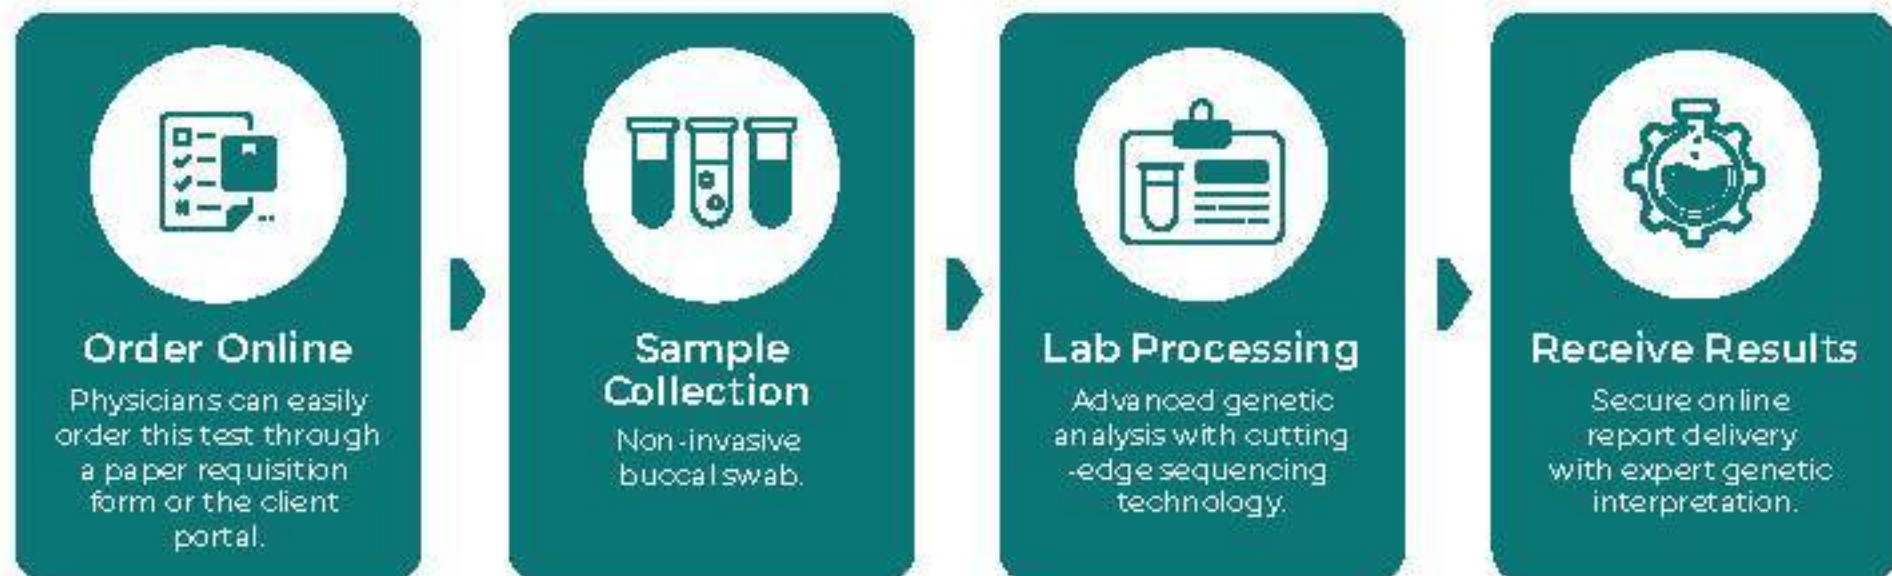 Order Online
Physicians can easily
order this test through
a paper requisition
form or the client
portal.
Sample
Collection
Non-invasive
buccal swab.
Lab Processing
Advanced genetic
analysis with cutting
-edge sequencing
technology.
Receive Results
Secure online
report delivery
with expert genetic
interpretation.